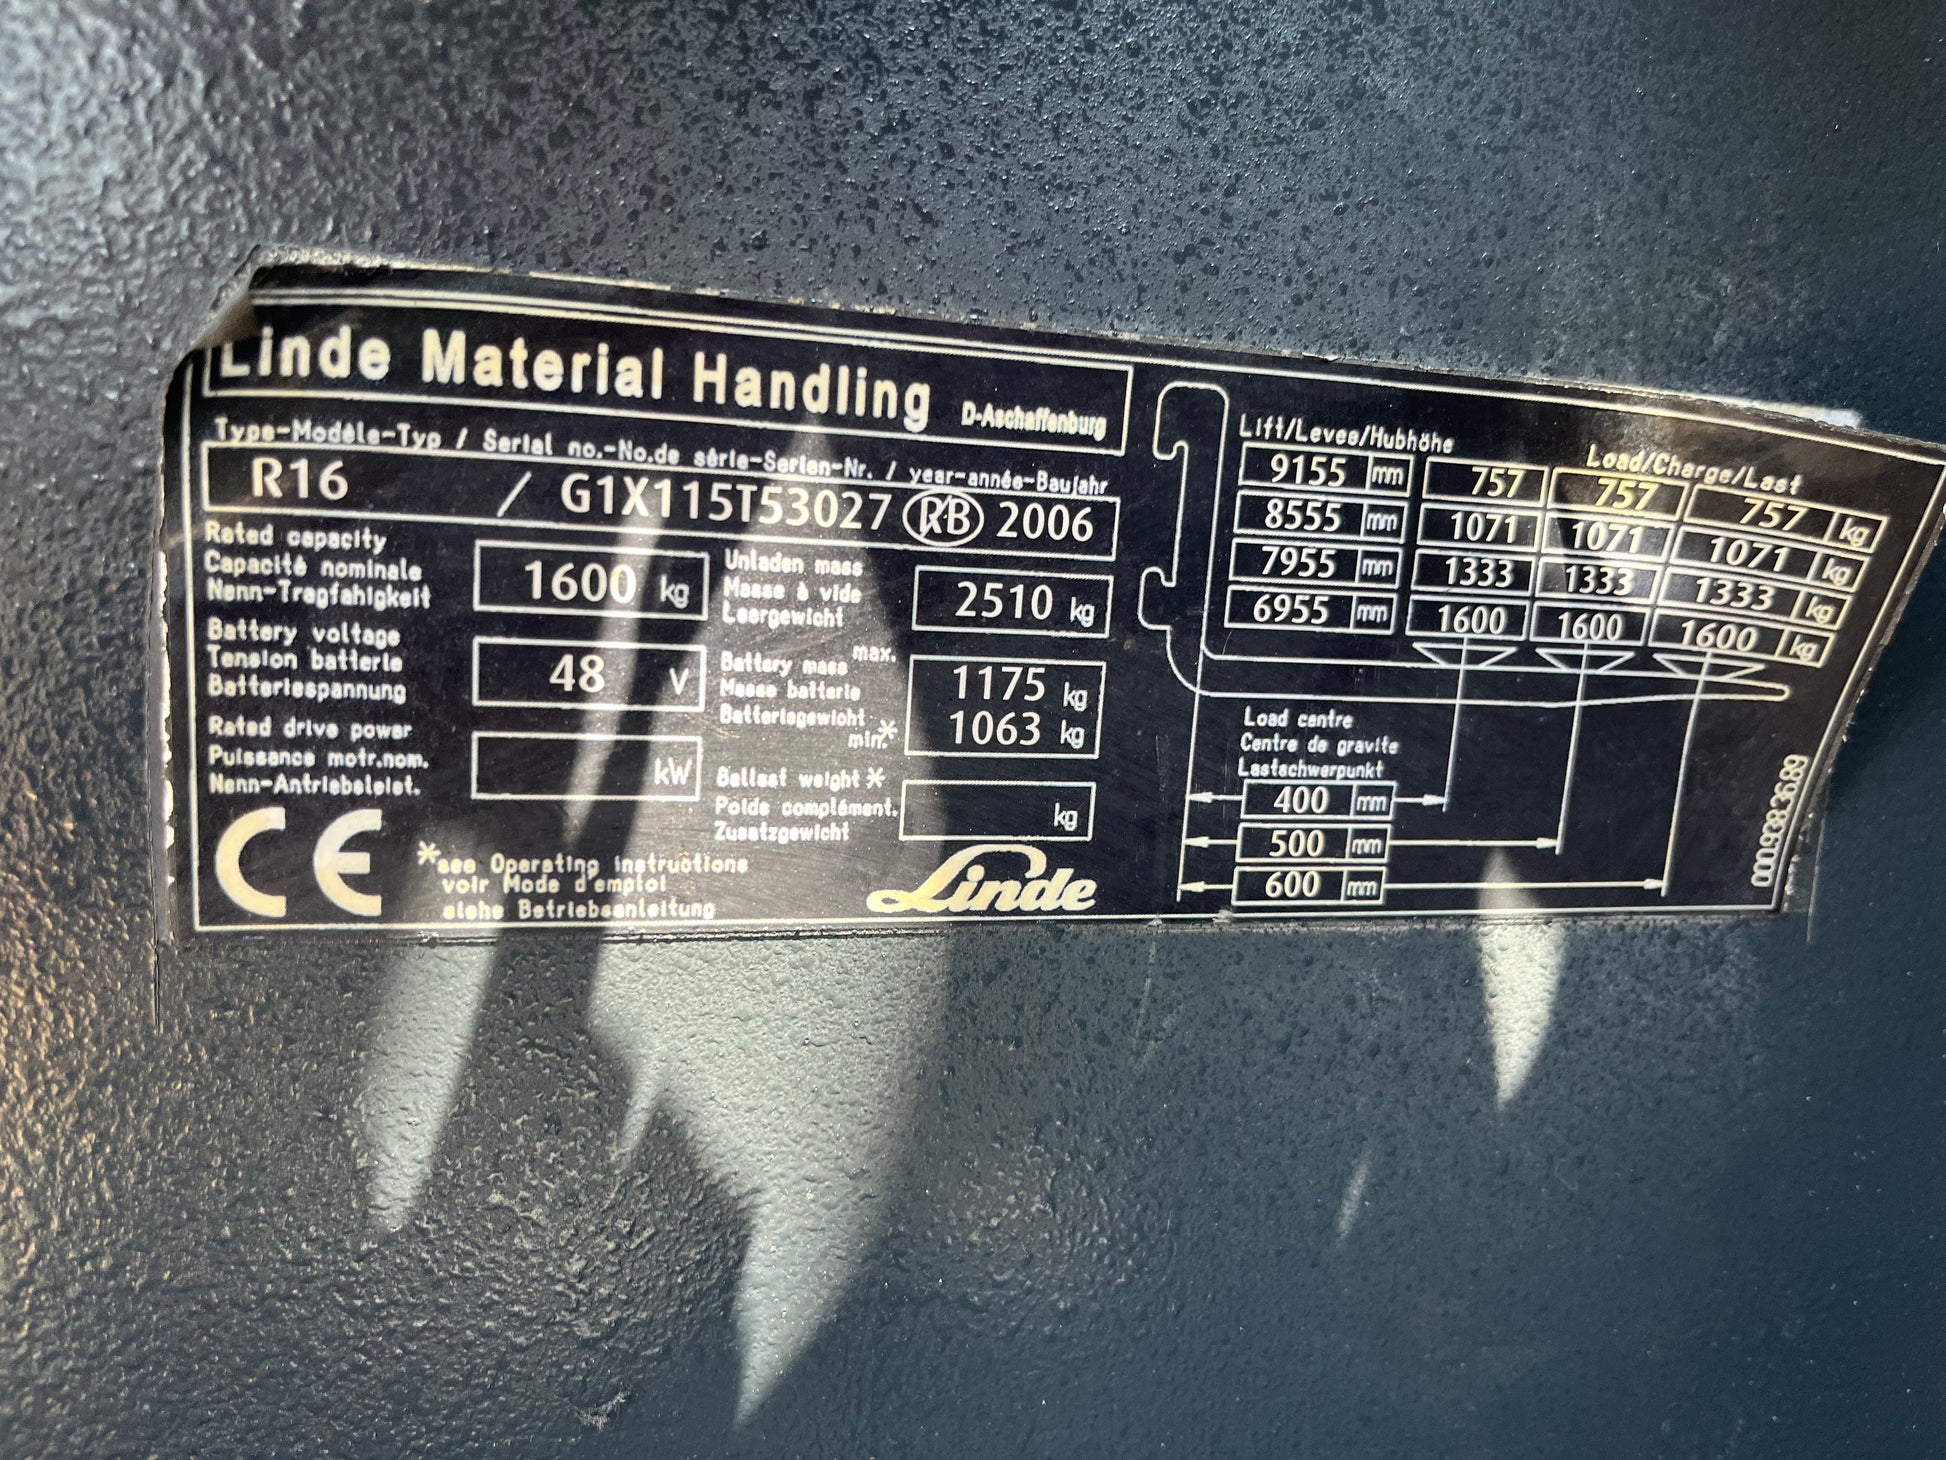 Linde Material Handling D-Aschaffenburg
Type-Modèle-Typ / Serial no.-No.de série-Serien-Nr. / year-année-Baujahr
R16 / G1X115T53027 RB 2006
Rated capacity
Capacité nominale
Nenn-Tragfähigkeit
1600 kg
Unladen mass
Masse à vide
Leergewicht
2510 kg
Battery voltage
Tension batterie
Batteriespannung
48 V
Battery mass max.
Masse batterie
Batteriegewicht min.*
1175 kg
1063 kg
Rated drive power
Puissance motr.nom.
Nenn-Antriebsleist.
kW
Ballast weight *
Poids complément.
Zusatzgewicht
kg
CE
*see Operating instructions
voir Mode d'emploi
siehe Betriebsanleitung
Linde
Lift/Levee/Hubhöhe Load/Charge/Last
9155 mm 757 757 757 kg
8555 mm 1071 1071 1071 kg
7955 mm 1333 1333 1333 kg
6955 mm 1600 1600 1600 kg
Load centre
Centre de gravite
Lastschwerpunkt
400 mm
500 mm
600 mm
000.938.36.89